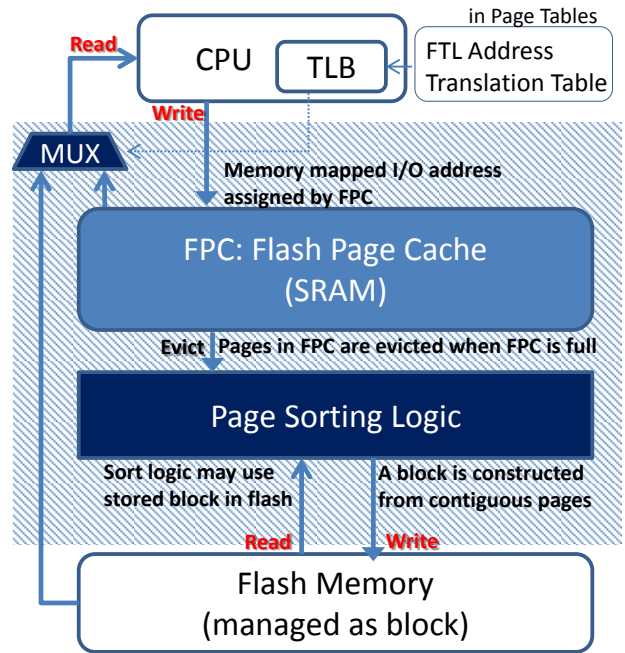 in Page Tables
Read
CPU
TLB
FTL Address
Translation Table
Write
MUX
Memory mapped I/O address
assigned by FPC
FPC: Flash Page Cache
(SRAM)
Evict
Pages in FPC are evicted when FPC is full
Page Sorting Logic
Sort logic may use
stored block in flash
A block is constructed
from contiguous pages
Read
Write
Flash Memory
(managed as block)